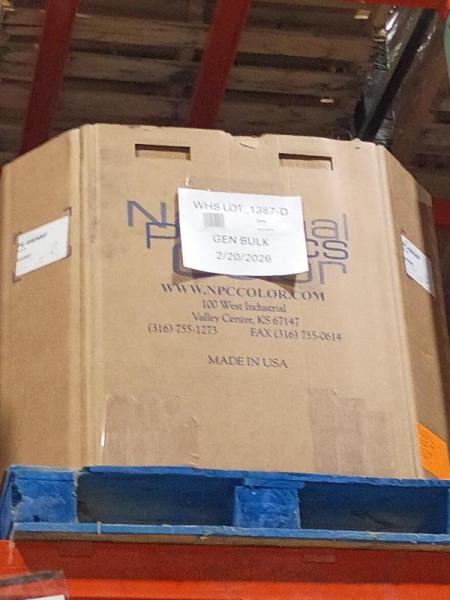 WHS LOT_1387-D
GEN BULK
2/20/2026
WWW.NPCCOLOR.COM
100 West Industrial
Valley Center, KS 67147
(316) 755-1273 FAX (316) 755-0614
MADE IN USA